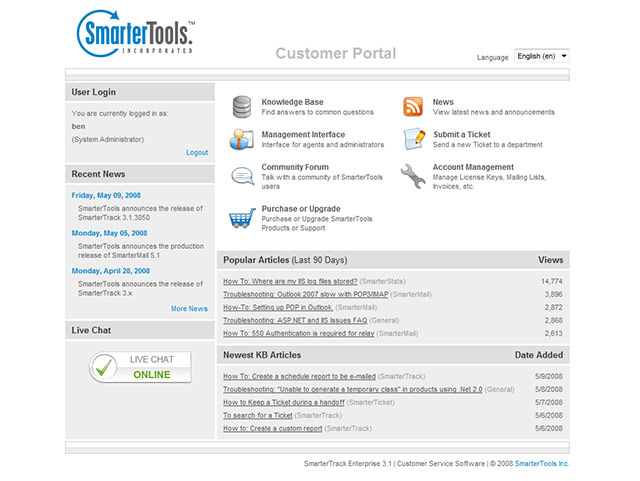 SmarterTools™
INCORPORATED
Customer Portal
Language English (en)
User Login
You are currently logged in as:
ben
(System Administrator)
Logout
Recent News
Friday, May 09, 2008
SmarterTools announces the release of
SmarterTrack 3.1.3050
Monday, May 05, 2008
SmarterTools announces the production
release of SmarterMail 5.1
Monday, April 28, 2008
SmarterTools announces the release of
SmarterTrack 3.x
More News
Live Chat
LIVE CHAT
ONLINE
Knowledge Base
Find answers to common questions
News
View latest news and announcements
Management Interface
Interface for agents and administrators
Submit a Ticket
Send a new Ticket to a department
Community Forum
Talk with a community of SmarterTools
users
Account Management
Manage License Keys, Mailing Lists,
Invoices, etc.
Purchase or Upgrade
Purchase or Upgrade SmarterTools
Products or Support
Popular Articles (Last 90 Days) Views
How To: Where are my IIS log files stored? (SmarterStats) 14,774
Troubleshooting: Outlook 2007 slow with POP3/IMAP (SmarterMail) 3,896
How-To: Setting up POP in Outlook. (SmarterMail) 2,872
Troubleshooting: ASP.NET and IIS Issues FAQ (General) 2,868
How To: 550 Authentication is required for relay (SmarterMail) 2,613
Newest KB Articles Date Added
How To: Create a schedule report to be e-mailed (SmarterTrack) 5/9/2008
Troubleshooting: "Unable to generate a temporary class" in products using .Net 2.0 (General) 5/8/2008
How to Keep a Ticket during a handoff (SmarterTicket) 5/7/2008
To search for a Ticket (SmarterTrack) 5/6/2008
How to: Create a custom report (SmarterTrack) 5/6/2008
SmarterTrack Enterprise 3.1 | Customer Service Software | © 2008 SmarterTools Inc.